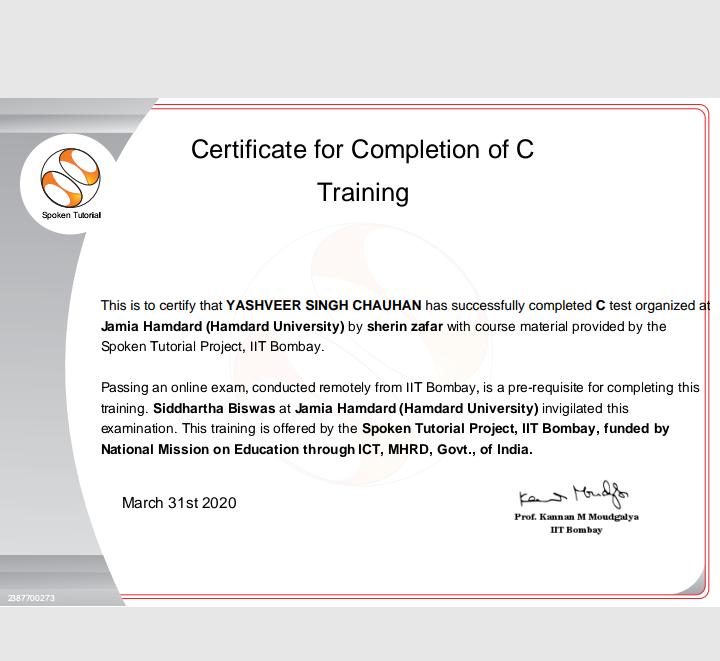 Certificate for Completion of C
Training
Spoken Tutorial
This is to certify that YASHVEER SINGH CHAUHAN has successfully completed C test organized at
Jamia Hamdard (Hamdard University) by sherin zafar with course material provided by the
Spoken Tutorial Project, IIT Bombay.
Passing an online exam, conducted remotely from IIT Bombay, is a pre-requisite for completing this
training. Siddhartha Biswas at Jamia Hamdard (Hamdard University) invigilated this
examination. This training is offered by the Spoken Tutorial Project, IIT Bombay, funded by
National Mission on Education through ICT, MHRD, Govt., of India.
March 31st 2020
Prof. Kannan M Moudgalya
IIT Bombay
2387700273